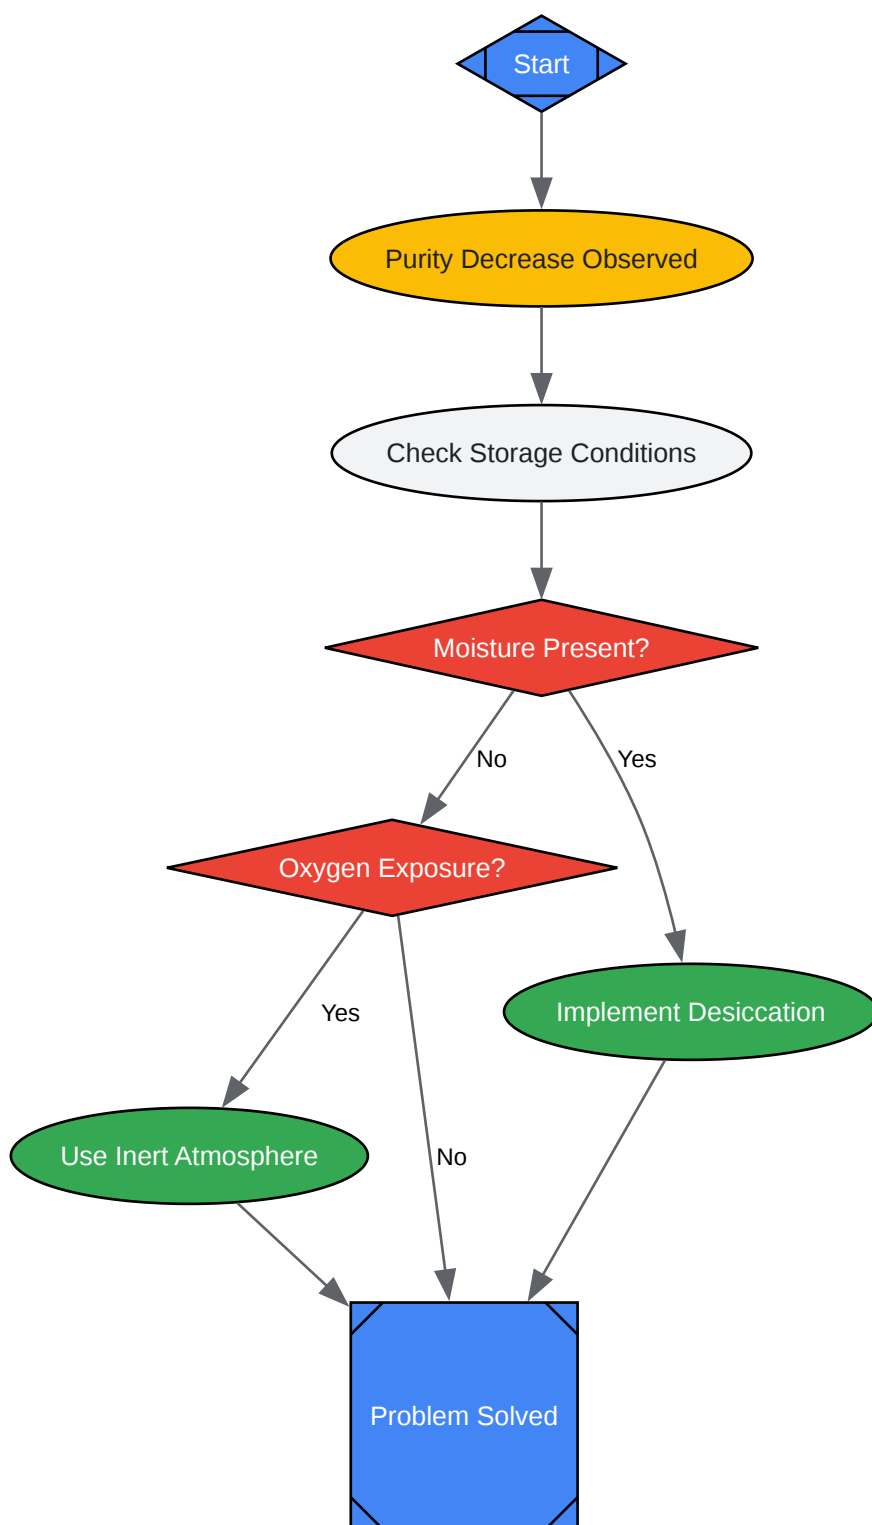 Start
Purity Decrease Observed
Check Storage Conditions
Moisture Present?
No
Yes
Oxygen Exposure?
Yes
Implement Desiccation
Use Inert Atmosphere
No
Problem Solved